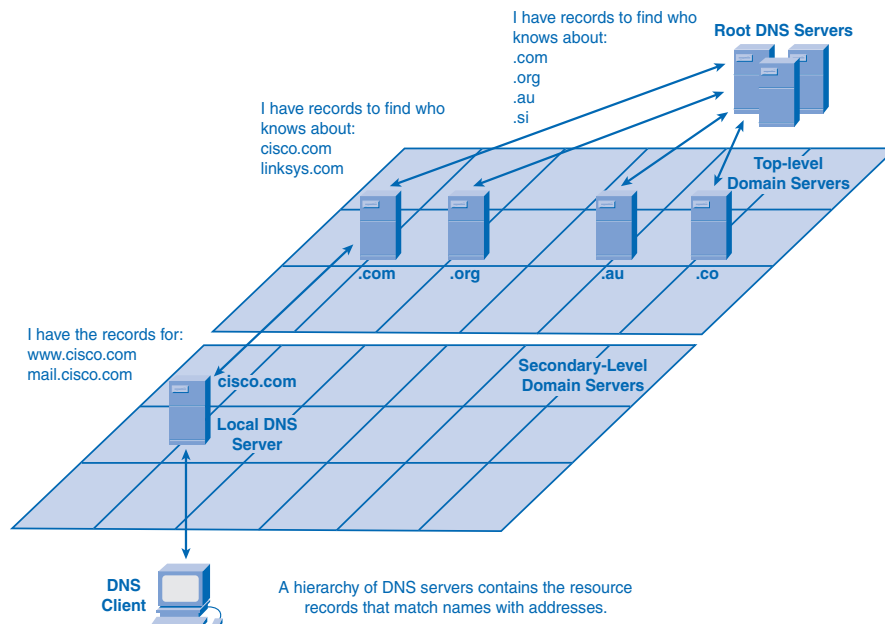 I have records to find who
knows about:
.com
.org
.au
.si
Root DNS Servers
I have records to find who
knows about:
cisco.com
linksys.com
Top-level
Domain Servers
.com
.org
.au
.co
I have the records for:
www.cisco.com
mail.cisco.com
cisco.com
Secondary-Level
Domain Servers
Local DNS
Server
DNS
Client
A hierarchy of DNS servers contains the resource
records that match names with addresses.